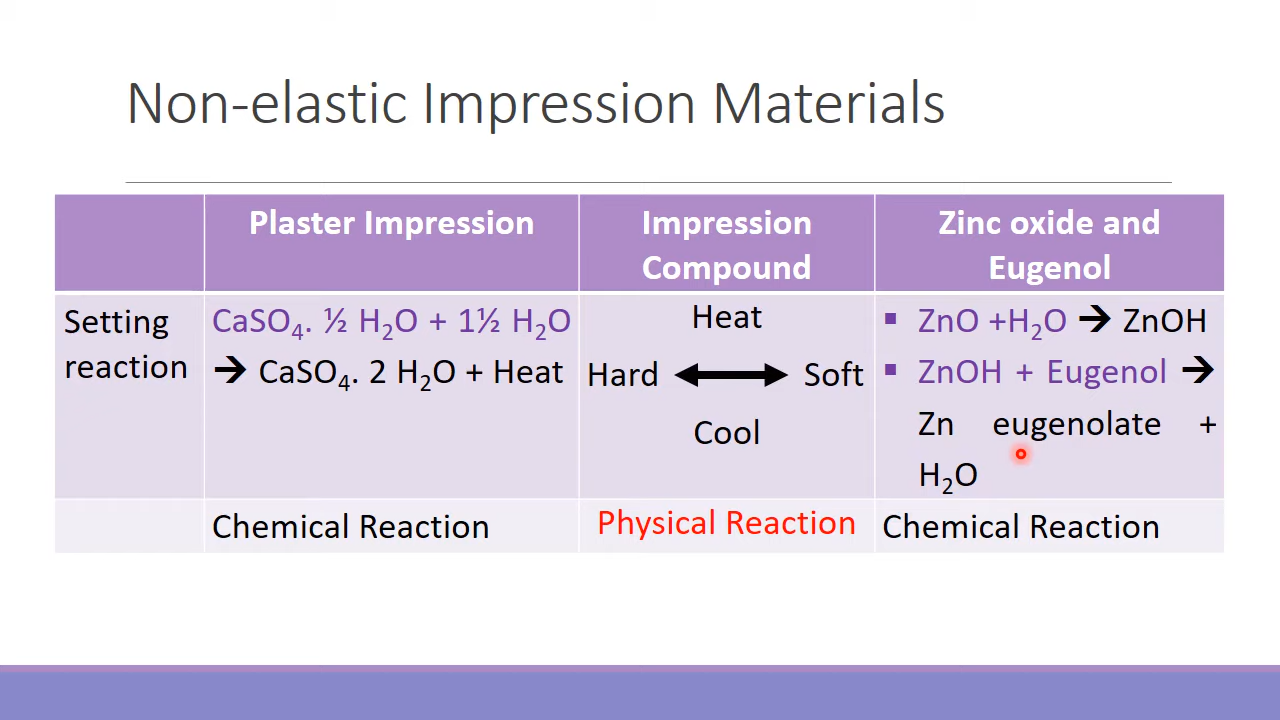 Non-elastic Impression Materials
Plaster Impression
Impression
Compound
Zinc oxide and
Eugenol
Setting
reaction
CaSO₄. ½ H₂O + 1½ H₂O
➔ CaSO₄. 2 H₂O + Heat
Heat
Hard ⟷ Soft
Cool
▪ ZnO +H₂O ➔ ZnOH
▪ ZnOH + Eugenol ➔
Zn eugenolate +
H₂O
Chemical Reaction
Physical Reaction
Chemical Reaction